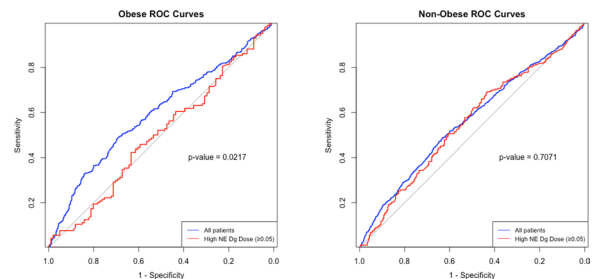 Obese ROC Curves
Sensitivity
0.8
0.6
0.4
0.2
p-value = 0.0217
All patients
High NE Dg Dose (≥0.05)
1.0 0.8 0.6 0.4 0.2 0.0
1 - Specificity
Non-Obese ROC Curves
Sensitivity
0.8
0.6
0.4
0.2
p-value = 0.7071
All patients
High NE Dg Dose (≥0.05)
1.0 0.8 0.6 0.4 0.2 0.0
1 - Specificity